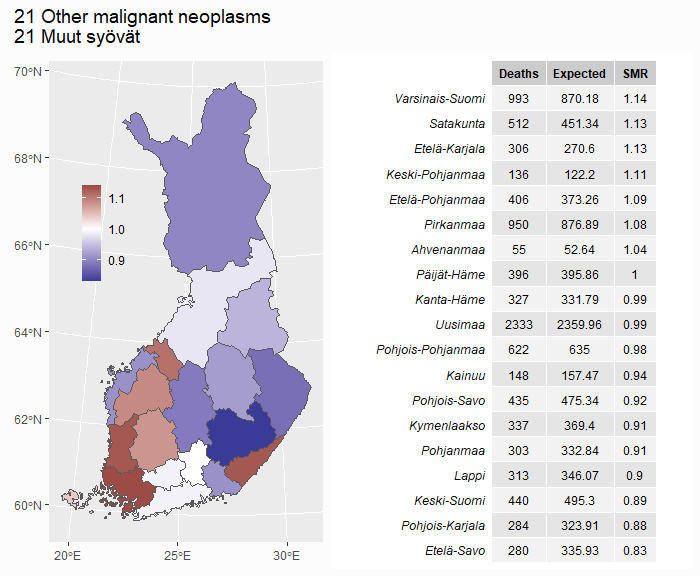 21 Other malignant neoplasms
21 Muut syövät
70°N
68°N
66°N
64°N
62°N
60°N
20°E 25°E 30°E
1.1
1.0
0.9
Deaths Expected SMR
Varsinais-Suomi 993 870.18 1.14
Satakunta 512 451.34 1.13
Etelä-Karjala 306 270.6 1.13
Keski-Pohjanmaa 136 122.2 1.11
Etelä-Pohjanmaa 406 373.26 1.09
Pirkanmaa 950 876.89 1.08
Ahvenanmaa 55 52.64 1.04
Päijät-Häme 396 395.86 1
Kanta-Häme 327 331.79 0.99
Uusimaa 2333 2359.96 0.99
Pohjois-Pohjanmaa 622 635 0.98
Kainuu 148 157.47 0.94
Pohjois-Savo 435 475.34 0.92
Kymenlaakso 337 369.4 0.91
Pohjanmaa 303 332.84 0.91
Lappi 313 346.07 0.9
Keski-Suomi 440 495.3 0.89
Pohjois-Karjala 284 323.91 0.88
Etelä-Savo 280 335.93 0.83